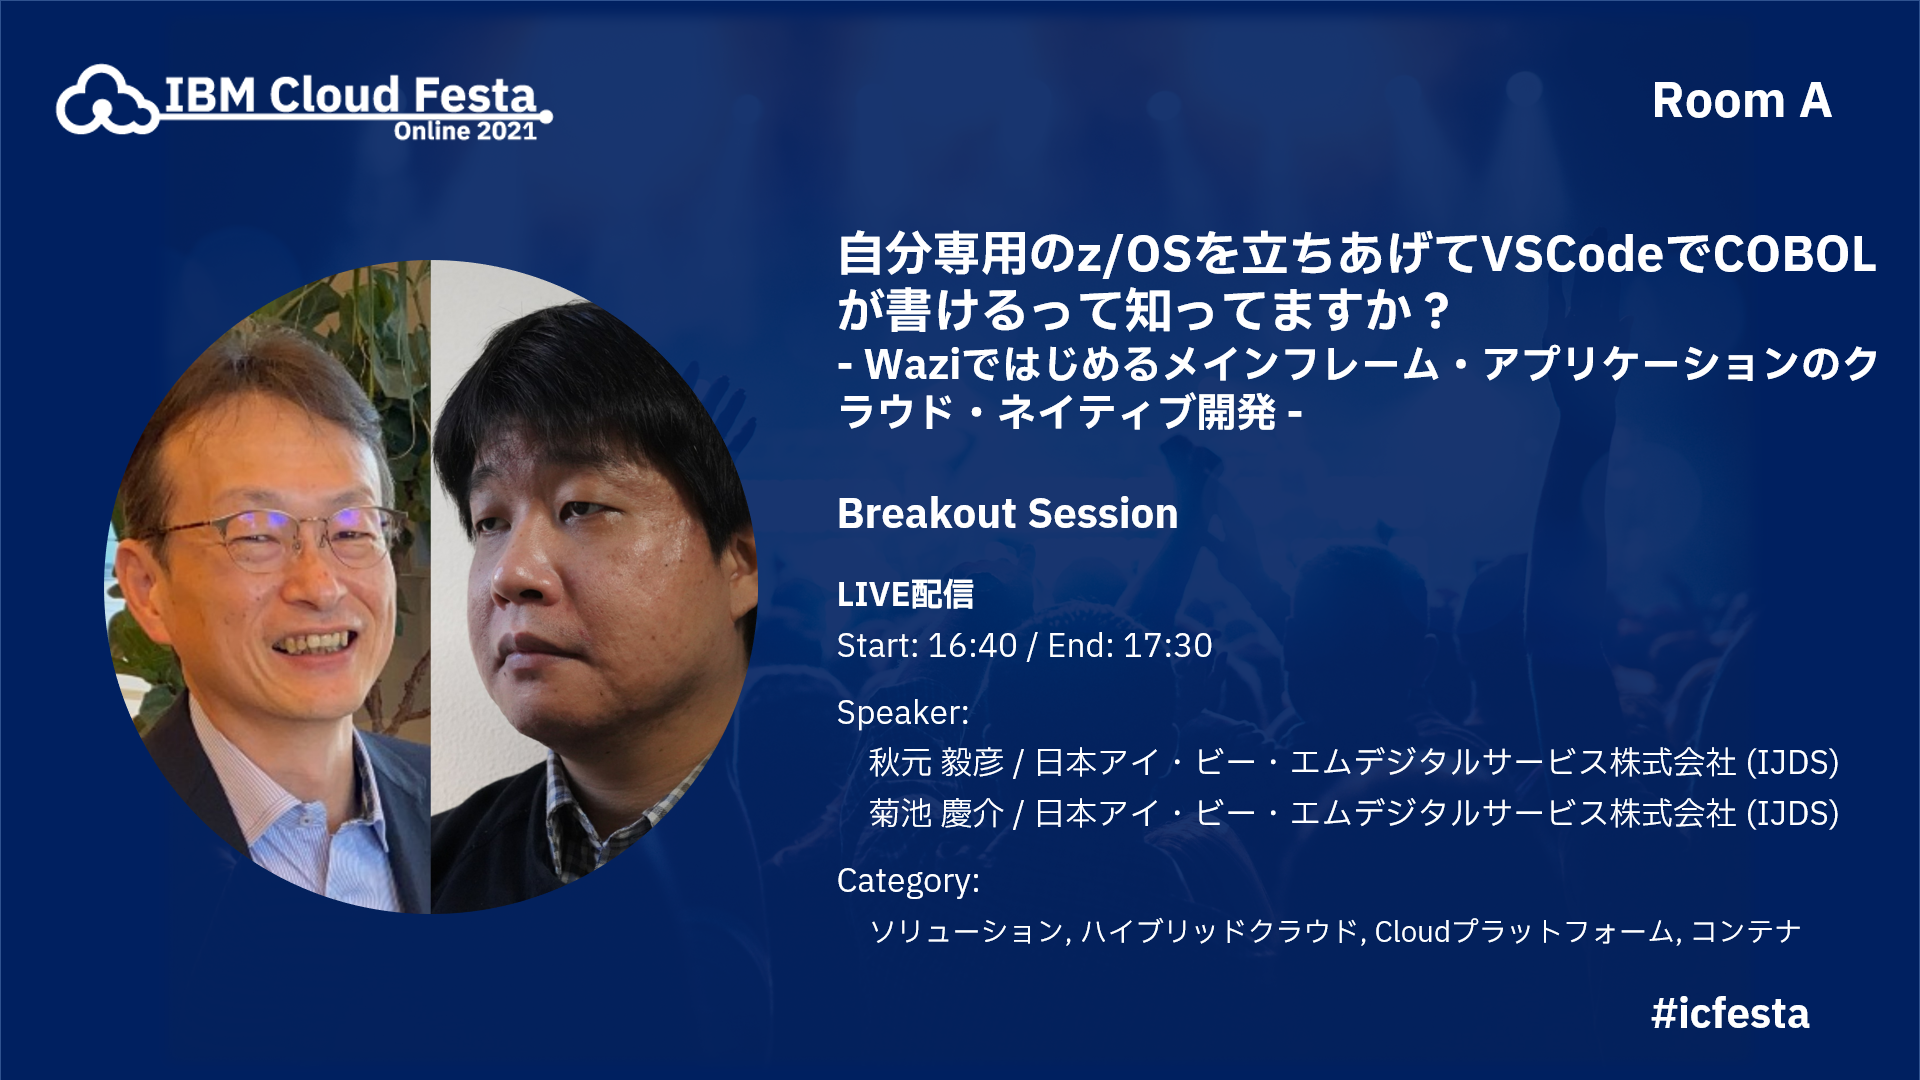 IBM Cloud Festa
Online 2021
Room A
自分専用のz/OSを立ちあげてVSCodeでCOBOL
が書けるって知ってますか？
- Waziではじめるメインフレーム・アプリケーションのク
ラウド・ネイティブ開発 -
Breakout Session
LIVE配信
Start: 16:40 / End: 17:30
Speaker:
秋元 毅彦 / 日本アイ・ビー・エムデジタルサービス株式会社 (IJDS)
菊池 慶介 / 日本アイ・ビー・エムデジタルサービス株式会社 (IJDS)
Category:
ソリューション, ハイブリッドクラウド, Cloudプラットフォーム, コンテナ
#icfesta